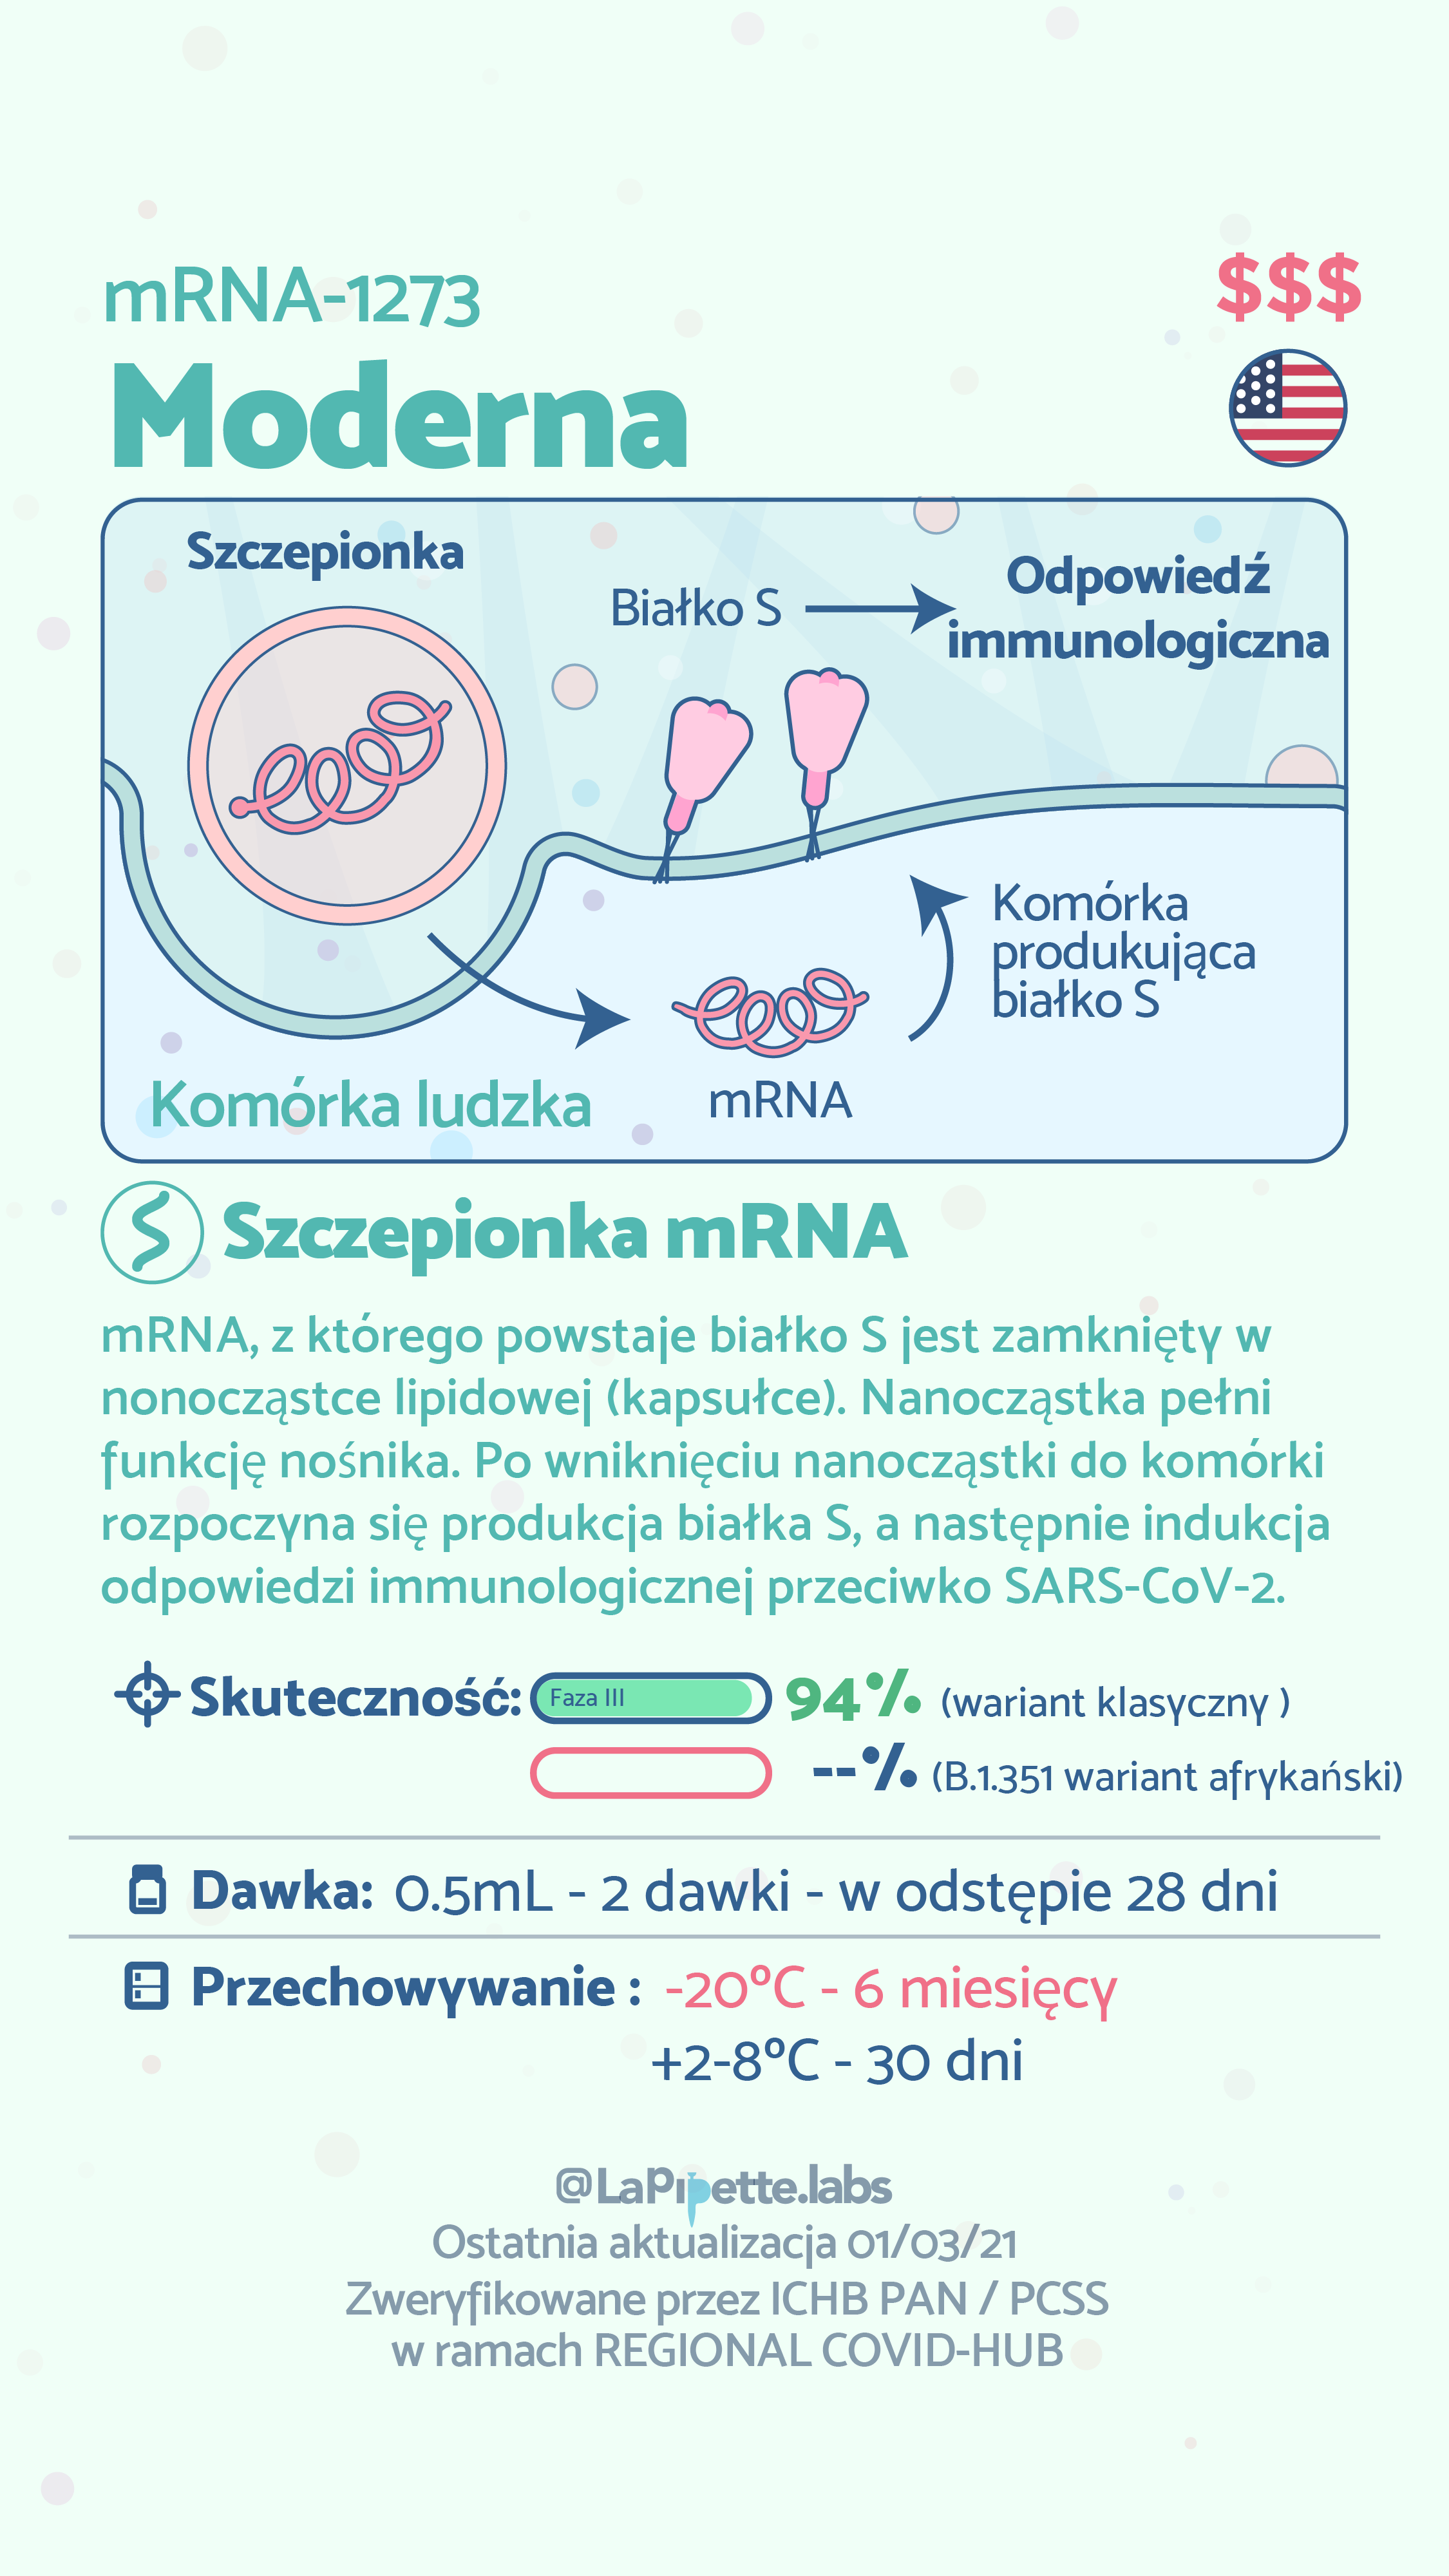 mRNA-1273
$$$
Moderna
Szczepionka
Białko S
Odpowiedź
immunologiczna
Komórka
produkująca
białko S
mRNA
Komórka ludzka
Szczepionka mRNA
mRNA, z którego powstaje białko S jest zamknięty w
nonocząstce lipidowej (kapsułce). Nanocząstka pełni
funkcję nośnika. Po wniknięciu nanocząstki do komórki
rozpoczyna się produkcja białka S, a następnie indukcja
odpowiedzi immunologicznej przeciwko SARS-CoV-2.
Skuteczność: Faza III 94% (wariant klasyczny )
--% (B.1.351 wariant afrykański)
Dawka: 0.5mL - 2 dawki - w odstępie 28 dni
Przechowywanie : -20ºC - 6 miesięcy
+2-8ºC - 30 dni
@LaPipette.labs
Ostatnia aktualizacja 01/03/21
Zweryfikowane przez ICHB PAN / PCSS
w ramach REGIONAL COVID-HUB